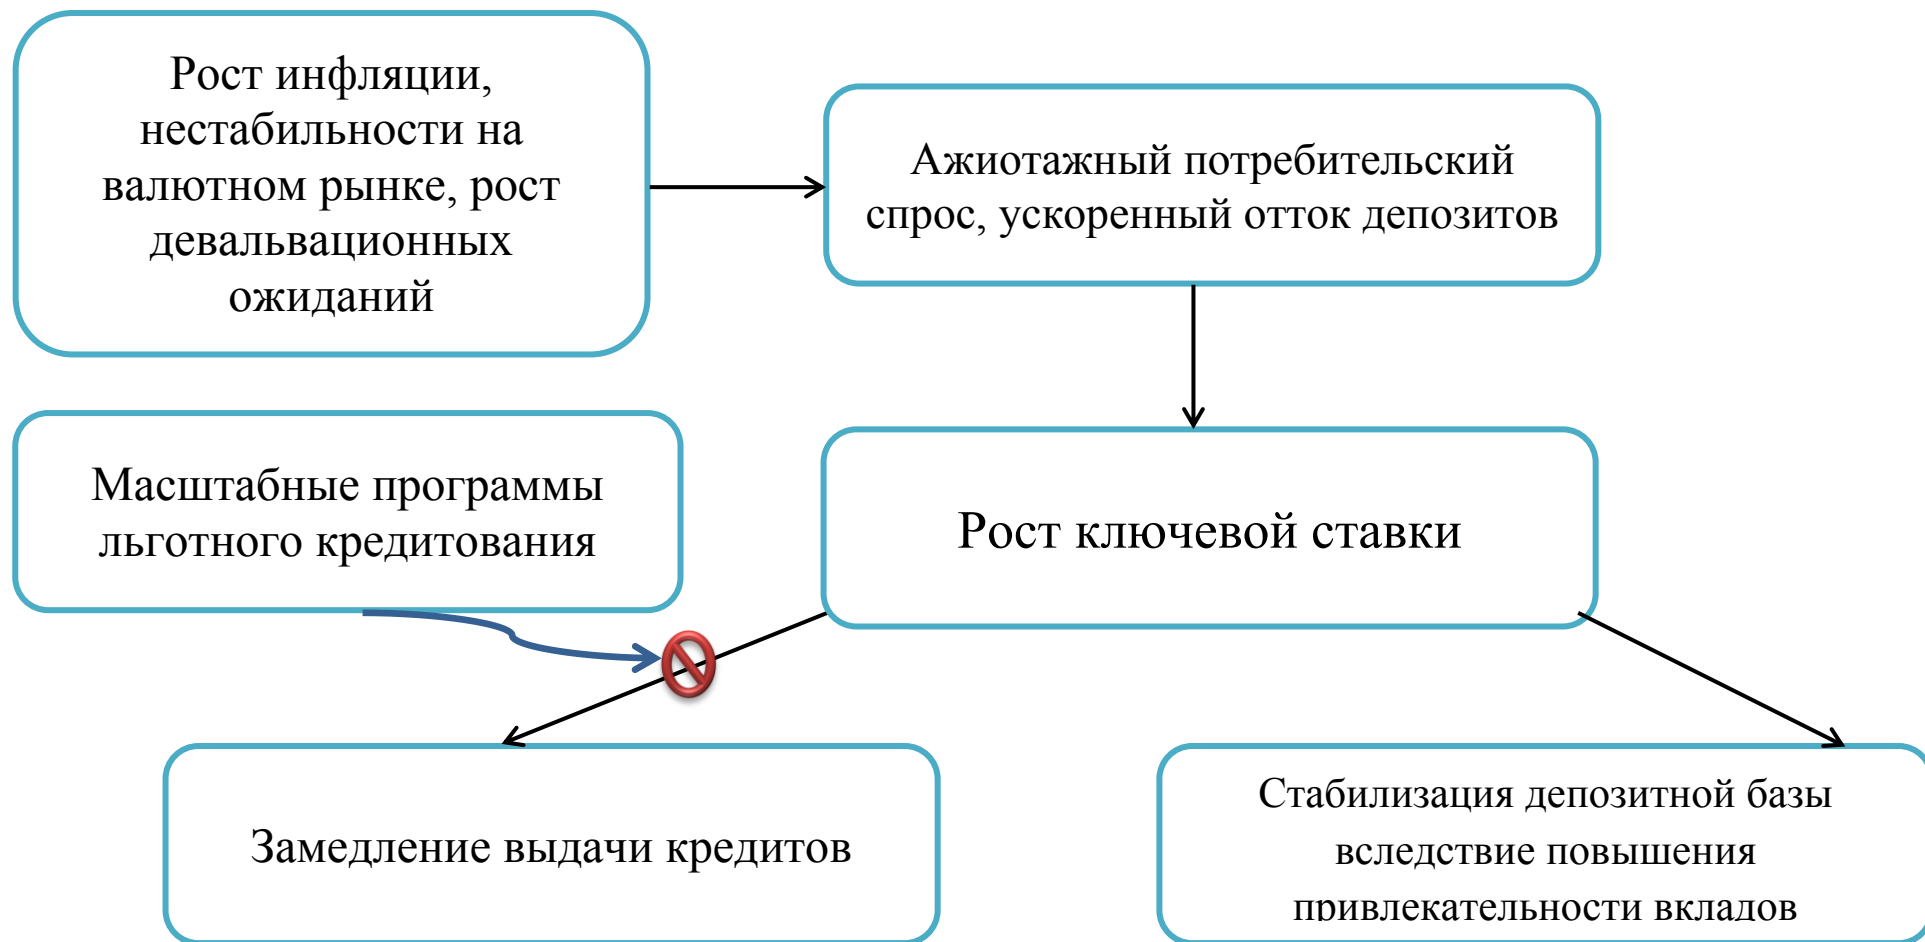 Рост инфляции,
нестабильности на
валютном рынке, рост
девальвационных
ожиданий
Ажиотажный потребительский
спрос, ускоренный отток депозитов
Масштабные программы
льготного кредитования
Рост ключевой ставки
Замедление выдачи кредитов
Стабилизация депозитной базы
вследствие повышения
привлекательности вкладов